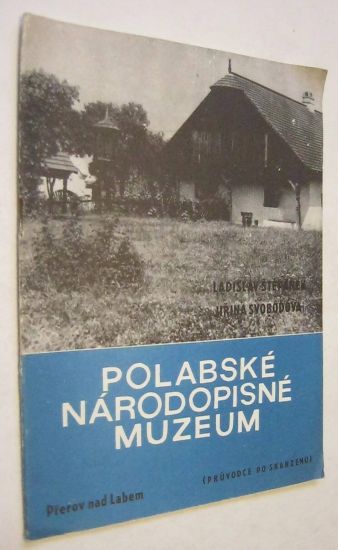 LADISLAV ŠTĚPÁNEK
JIŘINA SVOBODOVÁ
POLABSKÉ
NÁRODOPISNÉ
MUZEUM
(PRŮVODCE PO SKANZENU)
Přerov nad Labem